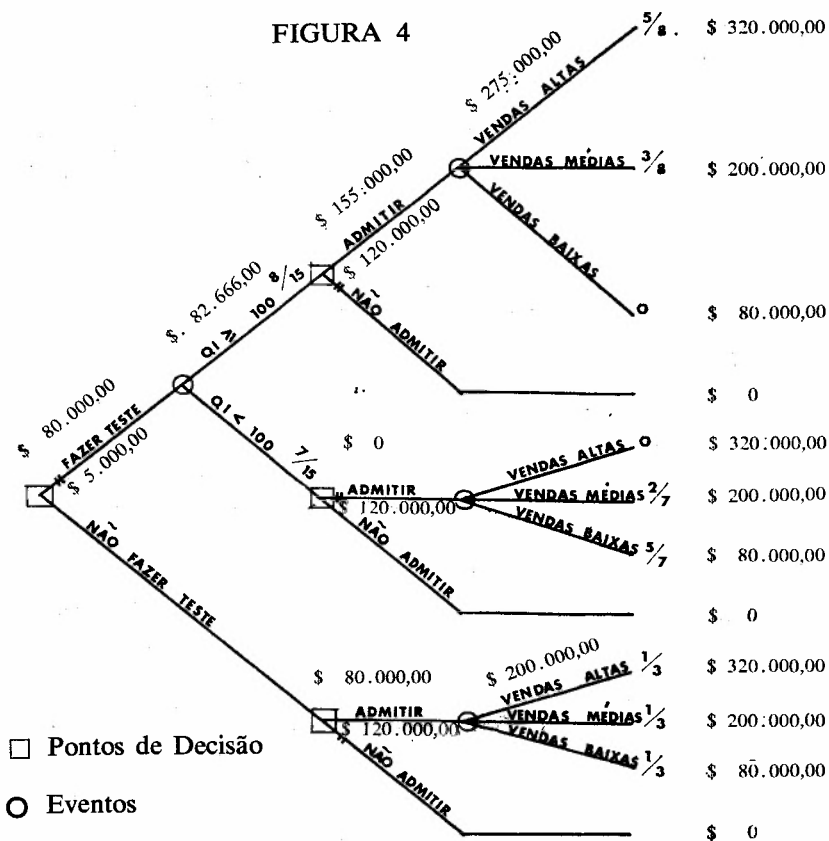 FIGURA 4
5/8. $ 320.000,00
$ 275.000,00
VENDAS ALTAS
VENDAS MÉDIAS 3/8 $ 200.000,00
$ 155.000,00
ADMITIR
$ 120.000,00
VENDAS BAIXAS
0 $ 80.000,00
$. 82.666,00
QI ≥ 100 8/15
NÃO ADMITIR
$ 0
$ 80.000,00
FAZER TESTE
$ 5.000,00
QI < 100 7/15
$ 0
VENDAS ALTAS 0 $ 320.000,00
ADMITIR
$ 120.000,00
VENDAS MÉDIAS 2/7 $ 200.000,00
VENDAS BAIXAS 5/7 $ 80.000,00
NÃO ADMITIR
$ 0
NÃO FAZER TESTE
$ 80.000,00
$ 200.000,00
VENDAS ALTAS 1/3 $ 320.000,00
ADMITIR
$ 120.000,00
VENDAS MÉDIAS 1/3 $ 200.000,00
VENDAS BAIXAS 1/3 $ 80.000,00
NÃO ADMITIR
$ 0
□ Pontos de Decisão
O Eventos